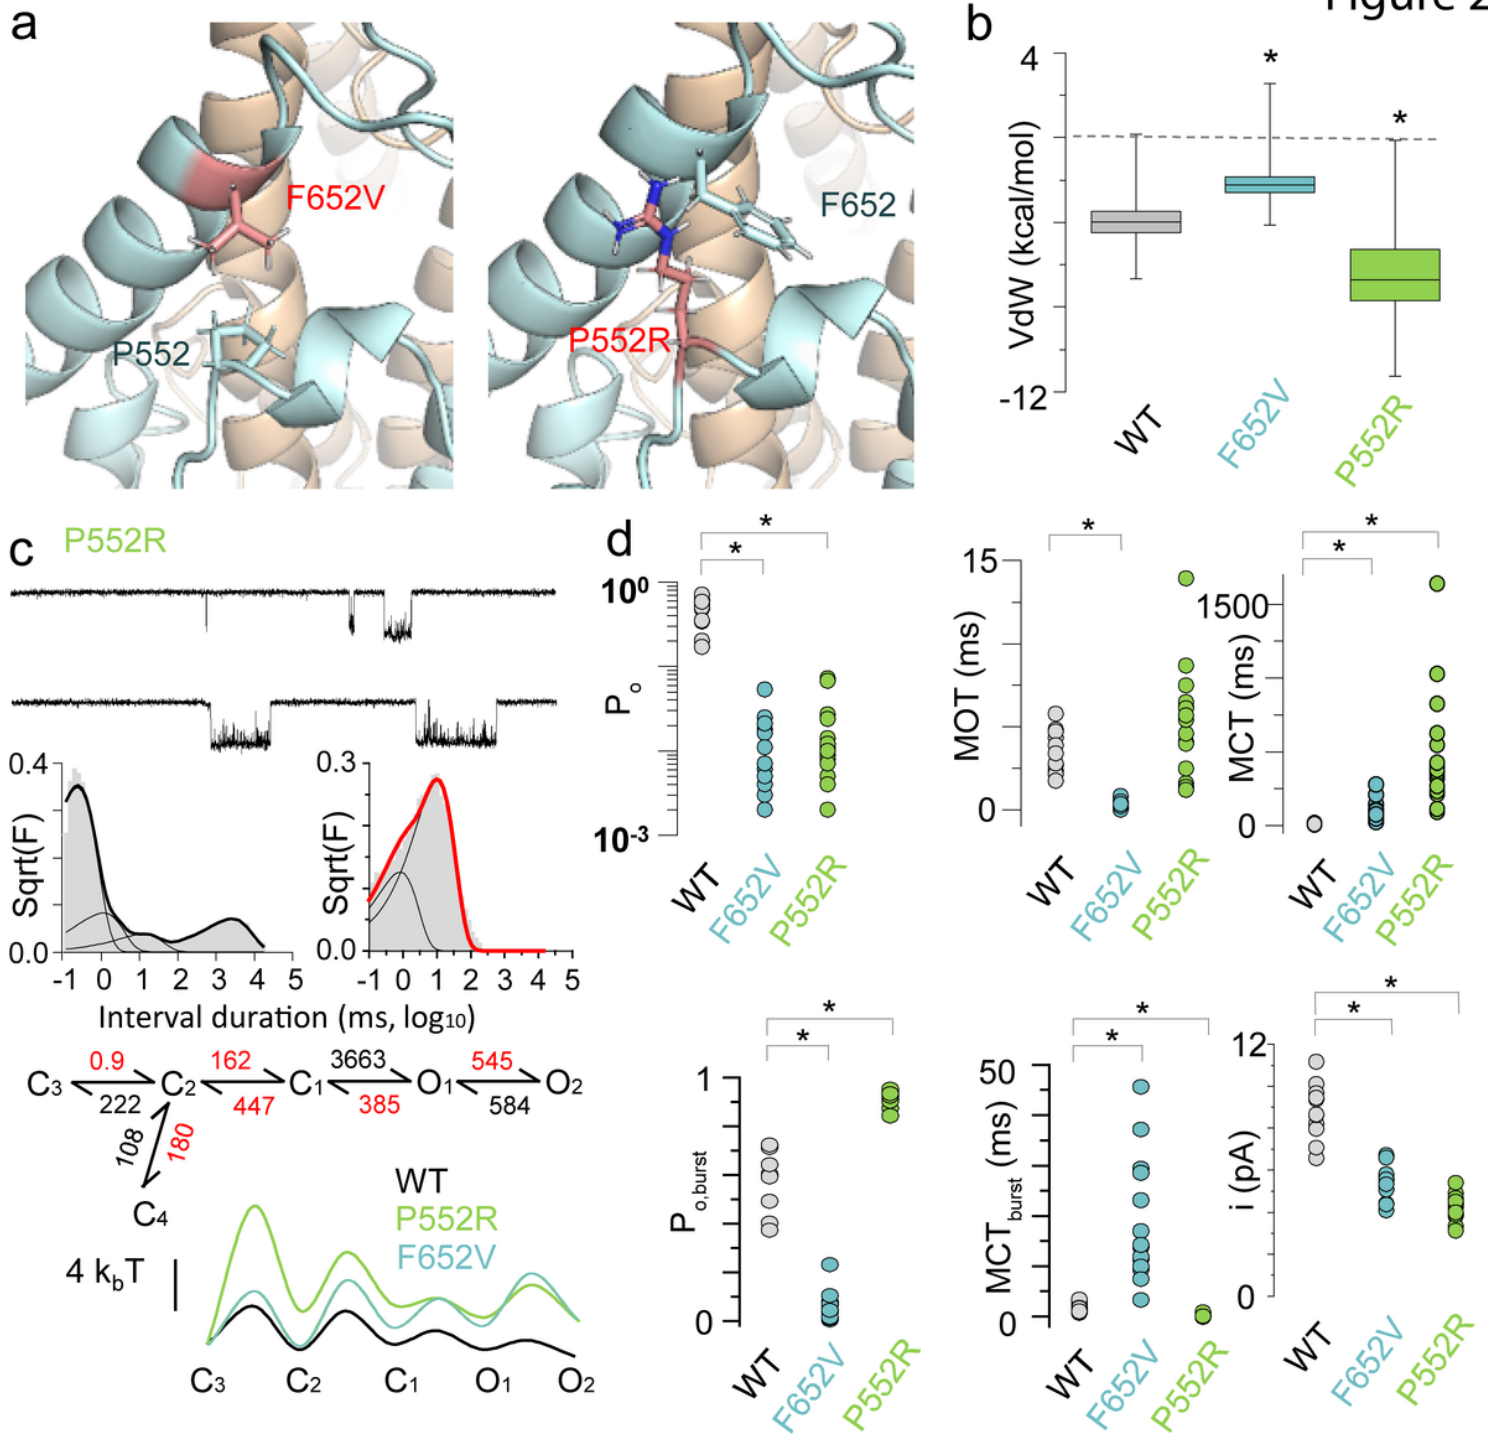 Figure 2
a
F652V
P552
F652
P552R
b
4
VdW (kcal/mol)
-12
*
*
WT
F652V
P552R
c
P552R
0.4
Sqrt(F)
0.0
-1 0 1 2 3 4 5
0.3
Sqrt(F)
0.0
-1 0 1 2 3 4 5
Interval duration (ms, log10)
0.9 162 3663 545
C3 C2 C1 O1 O2
222 447 385 584
108 180
C4
WT
P552R
F652V
4 kbT
C3 C2 C1 O1 O2
d
*
*
10⁰
Po
10⁻³
WT
F652V
P552R
*
15
MOT (ms)
0
WT
F652V
P552R
*
*
1500
MCT (ms)
0
WT
F652V
P552R
*
*
1
Po,burst
0
WT
F652V
P552R
*
*
50
MCTburst (ms)
0
WT
F652V
P552R
*
*
12
i (pA)
0
WT
F652V
P552R